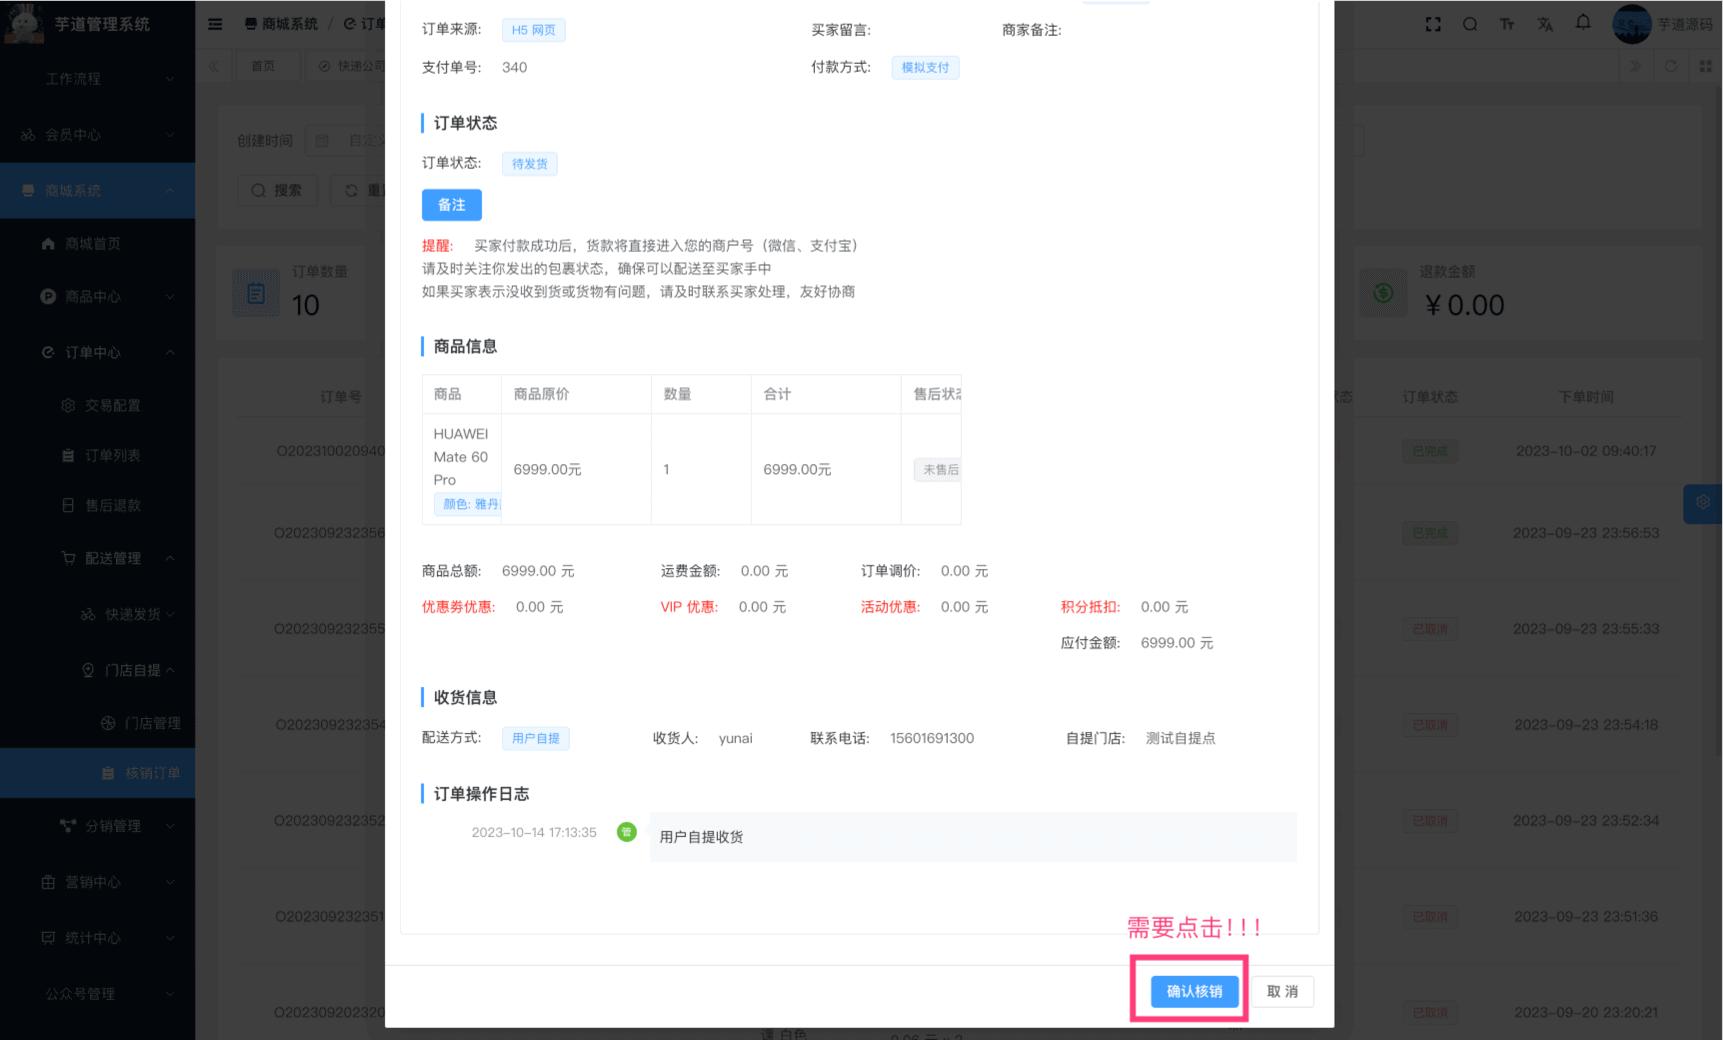 芋道管理系统
工作流程
会员中心
商城系统
商城首页
商品中心
订单中心
交易配置
订单列表
售后退款
配送管理
快递发货
门店自提
门店管理
核销订单
分销管理
营销中心
统计中心
公众号管理
商城系统 /
首页
快递公司
芋道源码
创建时间
搜索
订单数量
10
退款金额
¥0.00
订单号
订单状态
下单时间
O202310020940
已完成
2023-10-02 09:40:17
O202309232356
已完成
2023-09-23 23:56:53
O202309232355
已取消
2023-09-23 23:55:33
O202309232354
已取消
2023-09-23 23:54:18
O202309232352
已取消
2023-09-23 23:52:34
O202309232351
已取消
2023-09-23 23:51:36
O202309202320
已取消
2023-09-20 23:20:21
订单来源: H5 网页 买家留言: 商家备注:
支付单号: 340 付款方式: 模拟支付
订单状态
订单状态: 待发货
备注
提醒: 买家付款成功后，货款将直接进入您的商户号（微信、支付宝）
请及时关注你发出的包裹状态，确保可以配送至买家手中
如果买家表示没收到货或货物有问题，请及时联系买家处理，友好协商
商品信息
商品 商品原价 数量 合计 售后状态
HUAWEI
Mate 60
Pro
颜色: 雅丹
6999.00元 1 6999.00元 未售后
商品总额: 6999.00 元 运费金额: 0.00 元 订单调价: 0.00 元
优惠劵优惠: 0.00 元 VIP 优惠: 0.00 元 活动优惠: 0.00 元 积分抵扣: 0.00 元
应付金额: 6999.00 元
收货信息
配送方式: 用户自提 收货人: yunai 联系电话: 15601691300 自提门店: 测试自提点
订单操作日志
2023-10-14 17:13:35 管 用户自提收货
需要点击!!!
确认核销 取 消